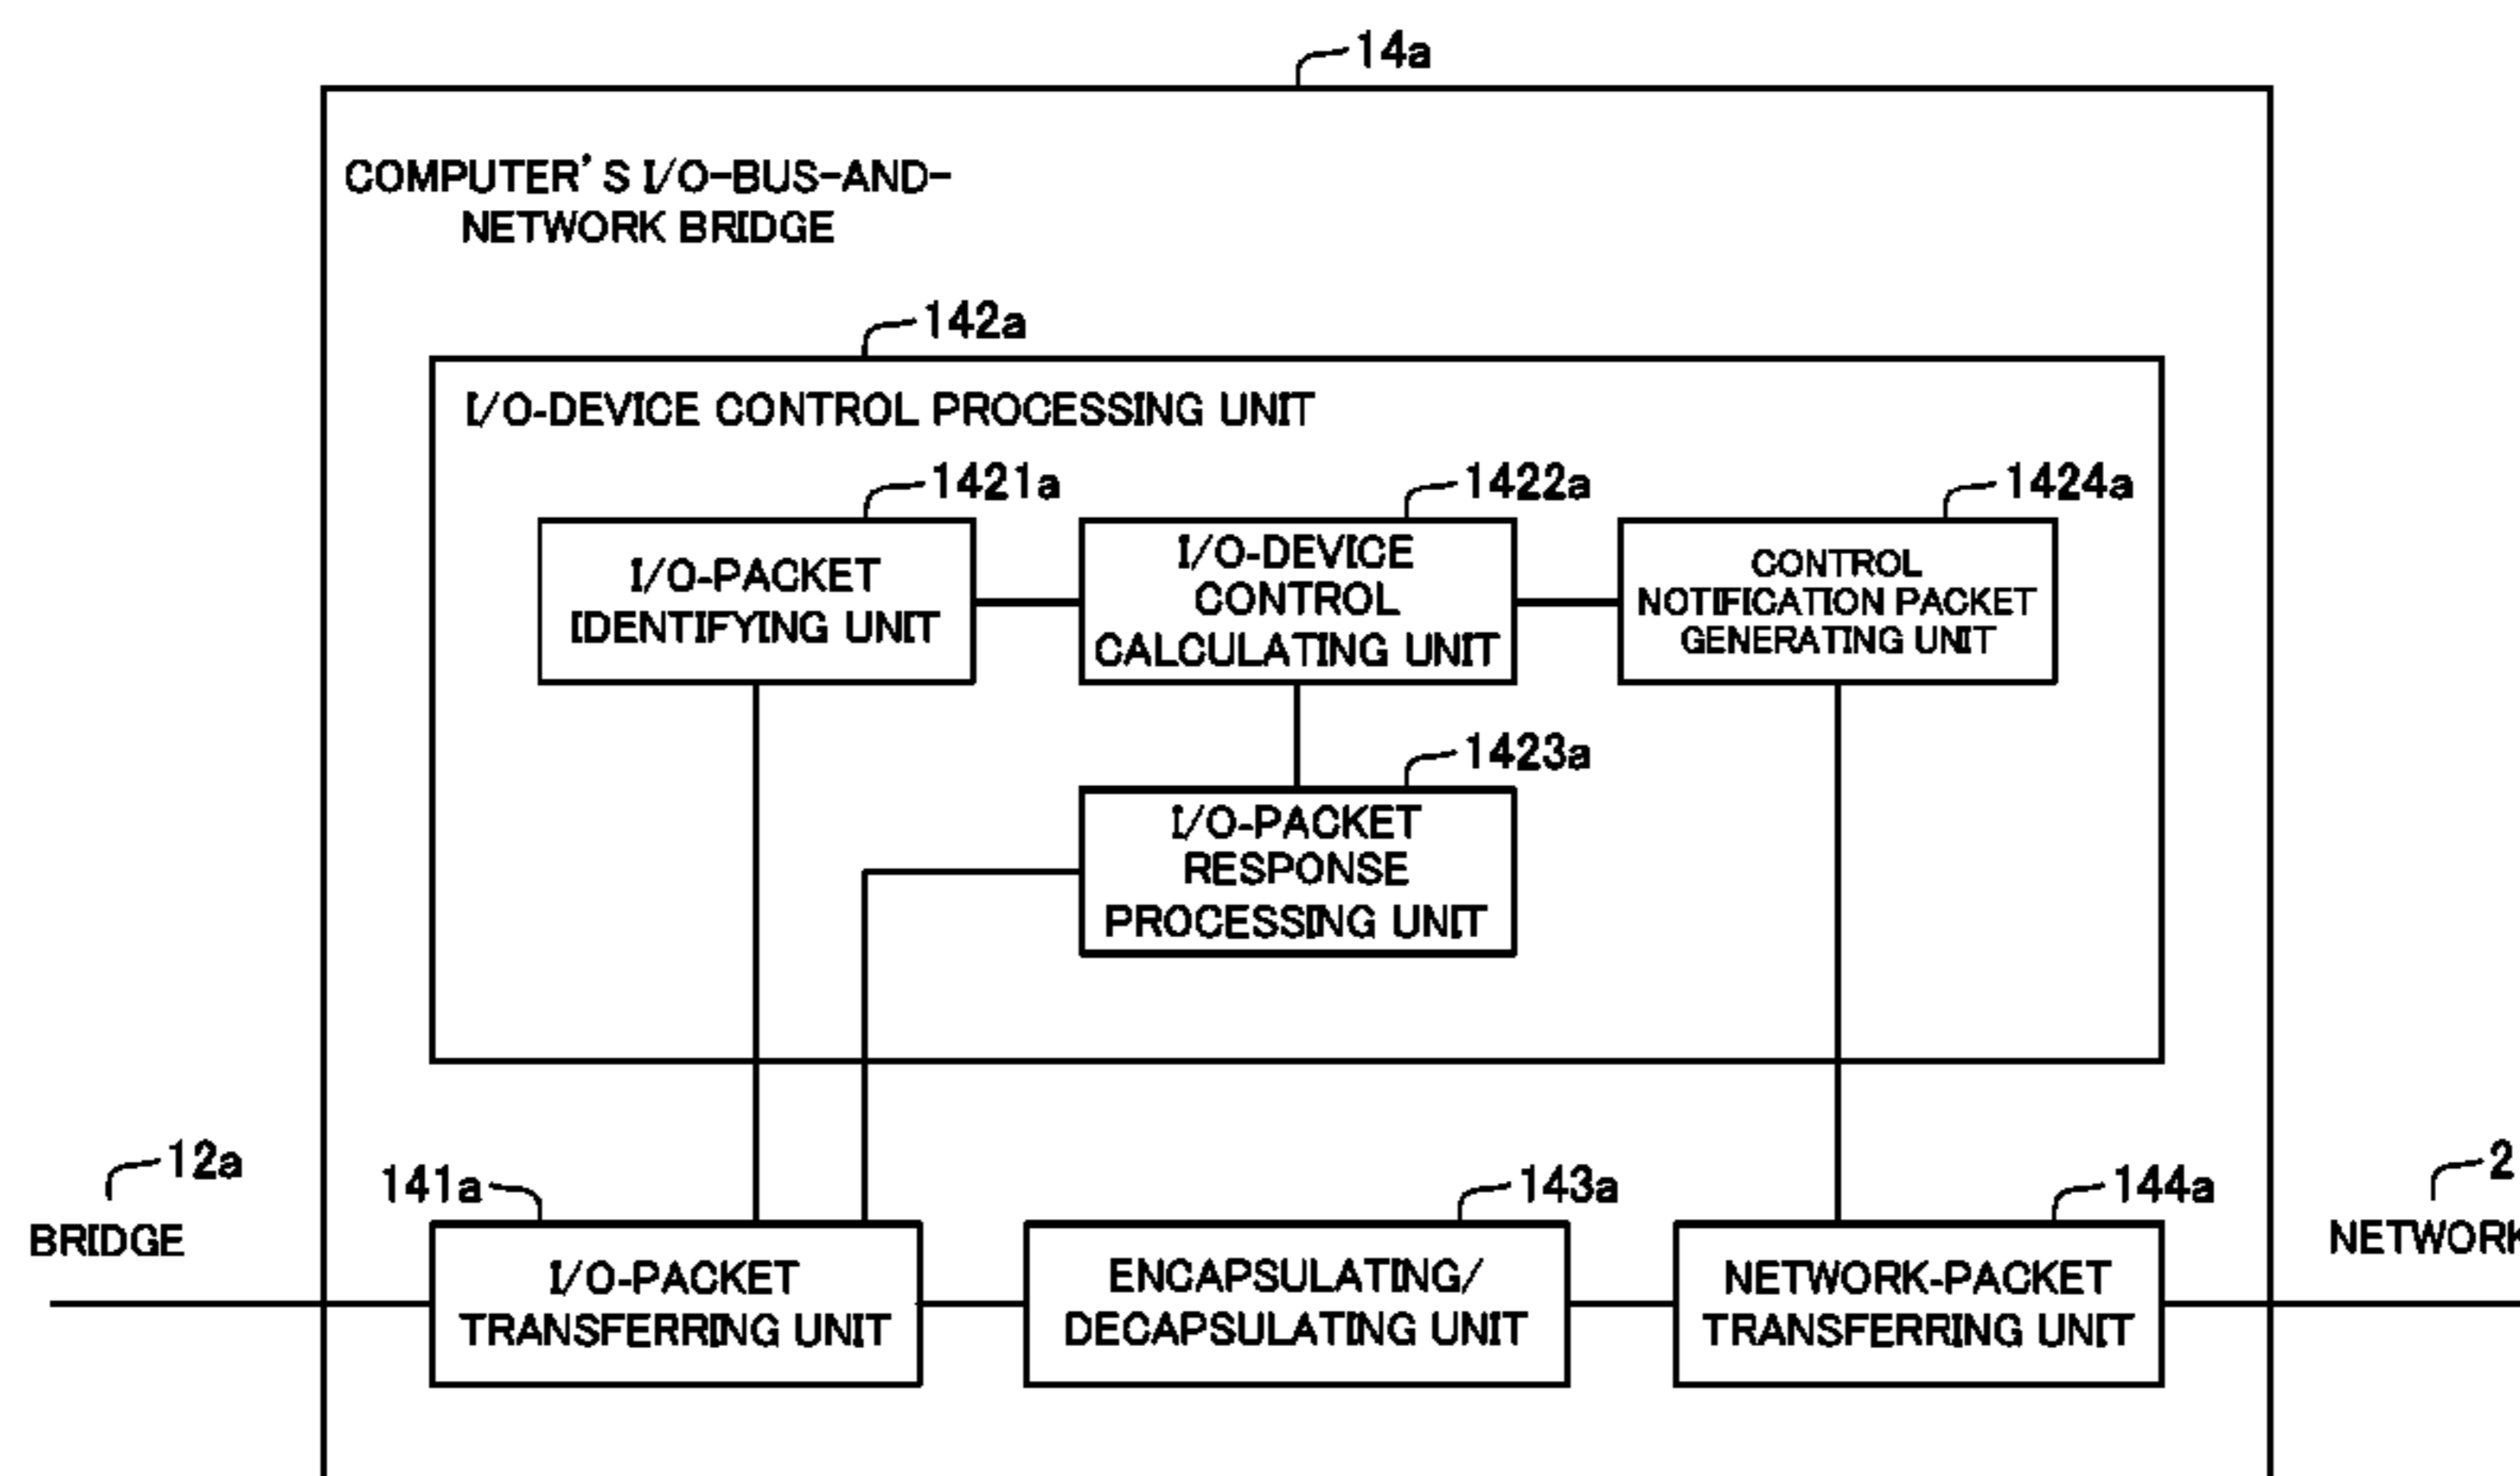 14a
COMPUTER'S I/O-BUS-AND-
NETWORK BRIDGE
142a
I/O-DEVICE CONTROL PROCESSING UNIT
1421a
1422a
1424a
I/O-PACKET
IDENTIFYING UNIT
I/O-DEVICE
CONTROL
CALCULATING UNIT
CONTROL
NOTIFICATION PACKET
GENERATING UNIT
1423a
I/O-PACKET
RESPONSE
PROCESSING UNIT
12a
BRIDGE
141a
143a
144a
2
NETWORK
I/O-PACKET
TRANSFERRING UNIT
ENCAPSULATING/
DECAPSULATING UNIT
NETWORK-PACKET
TRANSFERRING UNIT